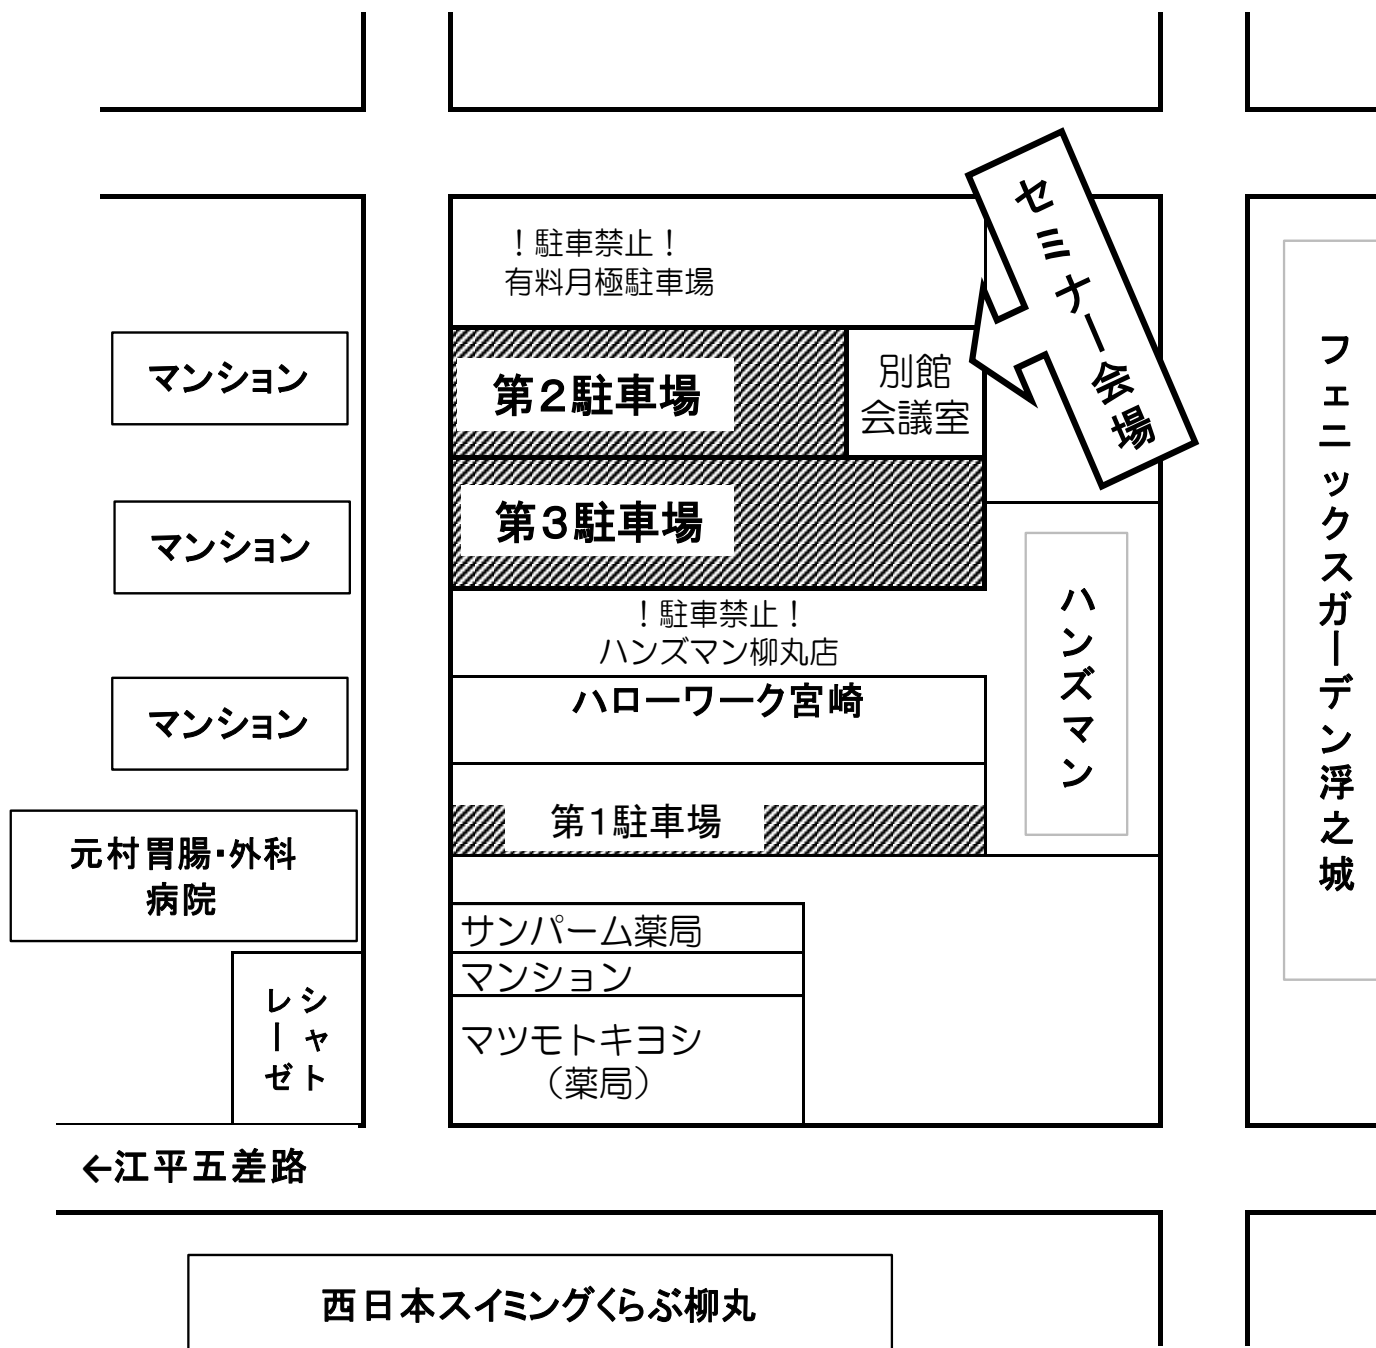 セミナー会場
！駐車禁止！
有料月極駐車場
マンション
第２駐車場
別館
会議室
フェニックスガーデン浮之城
マンション
第３駐車場
！駐車禁止！
ハンズマン柳丸店
ハンズマン
マンション
ハローワーク宮崎
第１駐車場
元村胃腸・外科
病院
サンパーム薬局
マンション
シャト
レーゼ
マツモトキヨシ
（薬局）
←江平五差路
西日本スイミングくらぶ柳丸